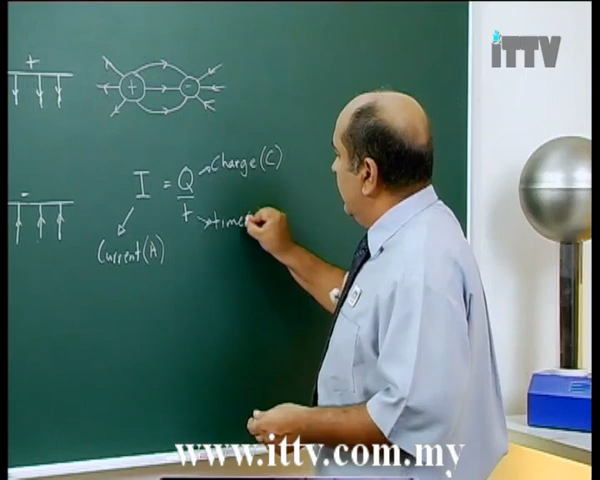 iTTV
+
+ -
I = Q Charge (C)
-
t time
Current (A)
www.ittv.com.my